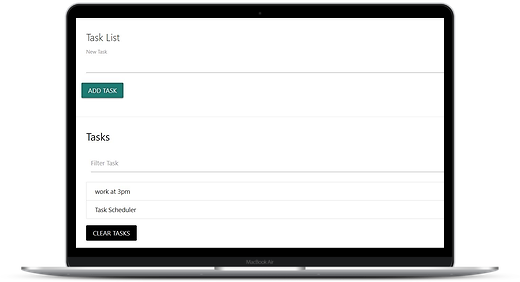 Task List
New Task
ADD TASK
Tasks
Filter Task
work at 3pm
Task Scheduler
CLEAR TASKS
MacBook Air